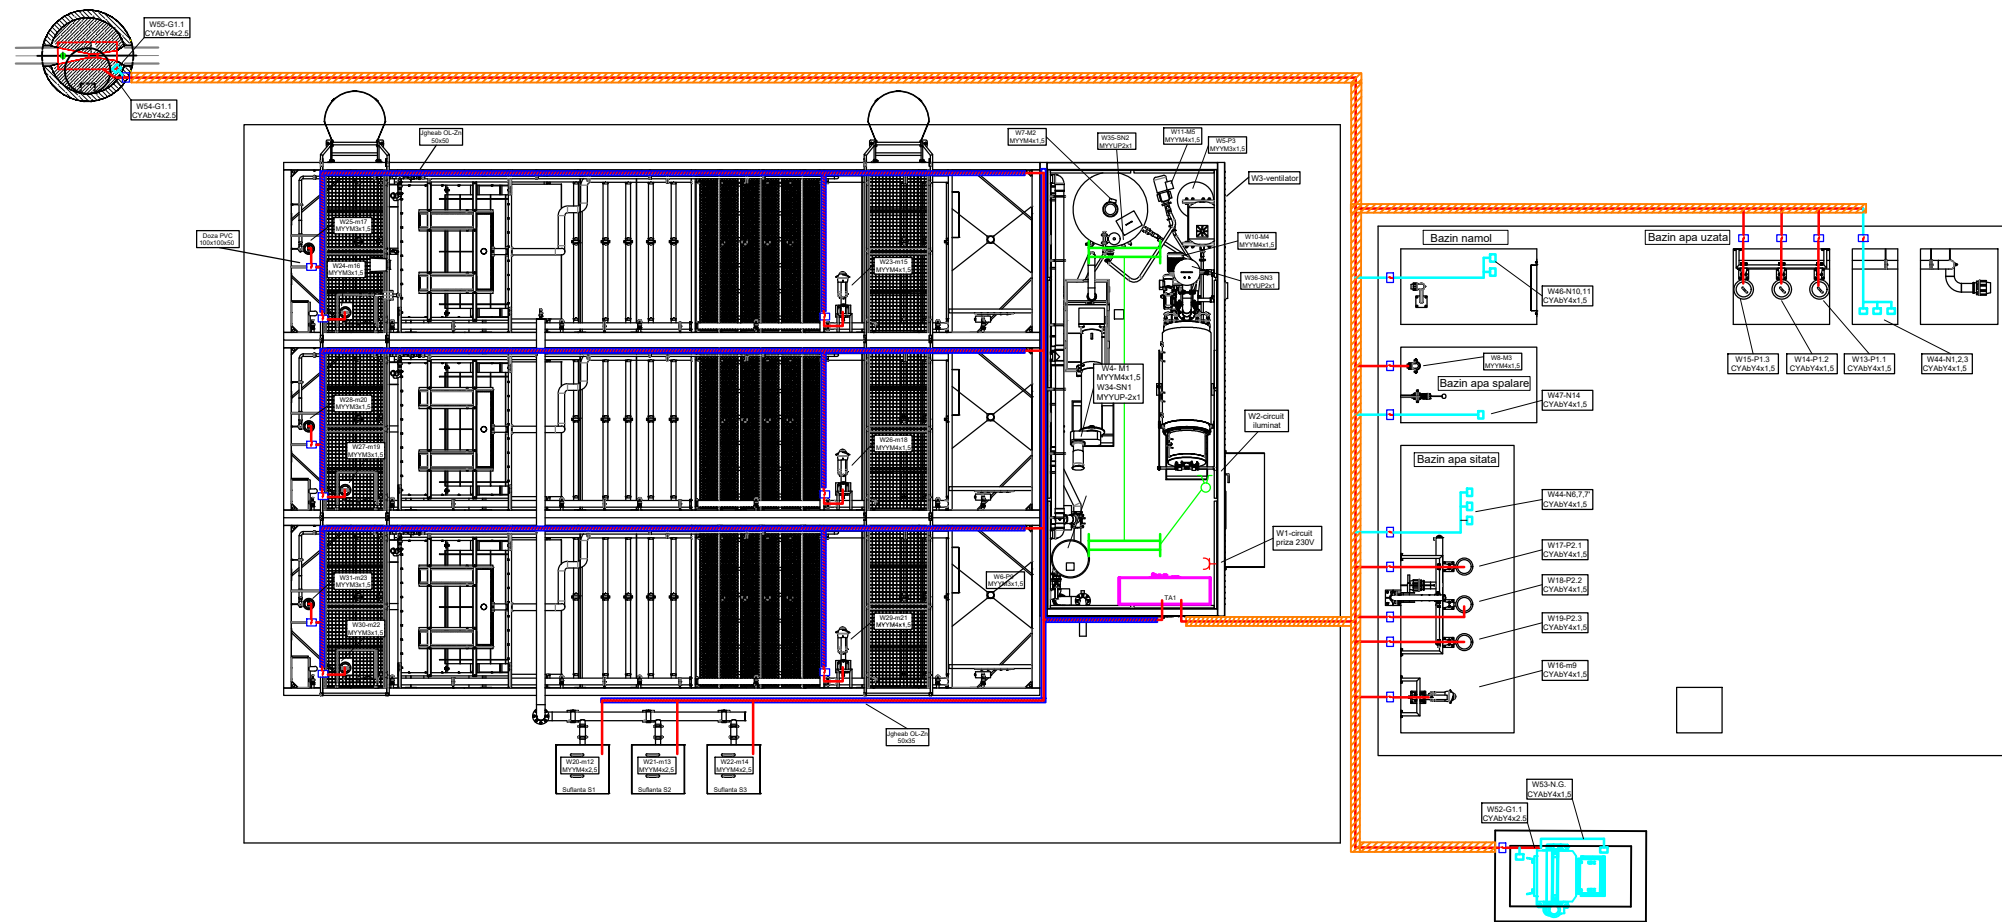 W55-G1.1
CYAbY4x2.5
W54-G1.1
CYAbY4x2.5
Jgheab OL-Zn
50x50
W7-M2
MYYM4x1,5
W35-SN2
MYYUP2x1
W11-M5
MYYM4x1,5
W5-P3
MYYM3x1,5
W3-ventilator
Doza PVC
100x100x50
W25-m17
MYYM3x1,5
W24-m16
MYYM3x1,5
W23-m15
MYYM4x1,5
W10-M4
MYYM4x1,5
W36-SN3
MYYUP2x1
Bazin namol
Bazin apa uzata
W46-N10,11
CYAbY4x1,5
W15-P1.3
CYAbY4x1,5
W14-P1.2
CYAbY4x1,5
W13-P1.1
CYAbY4x1,5
W44-N1,2,3
CYAbY4x1,5
W8-M3
MYYM4x1,5
Bazin apa spalare
W47-N14
CYAbY4x1,5
W4- M1
MYYM4x1,5
W34-SN1
MYYUP-2x1
W28-m20
MYYM3x1,5
W27-m19
MYYM3x1,5
W26-m18
MYYM4x1,5
W2-circuit
iluminat
Bazin apa sitata
W44-N6,7,7'
CYAbY4x1,5
W1-circuit
priza 230V
W17-P2.1
CYAbY4x1,5
W18-P2.2
CYAbY4x1,5
W19-P2.3
CYAbY4x1,5
W16-m9
CYAbY4x1,5
W31-m23
MYYM3x1,5
W30-m22
MYYM3x1,5
W29-m21
MYYM4x1,5
W6-P2
MYYM3x1,5
TA1
Jgheab OL-Zn
50x35
W20-m12
MYYM4x2,5
W21-m13
MYYM4x2,5
W22-m14
MYYM4x2,5
Suflanta S1
Suflanta S2
Suflanta S3
W53-N.G.
CYAbY4x1,5
W52-G1.1
CYAbY4x2.5